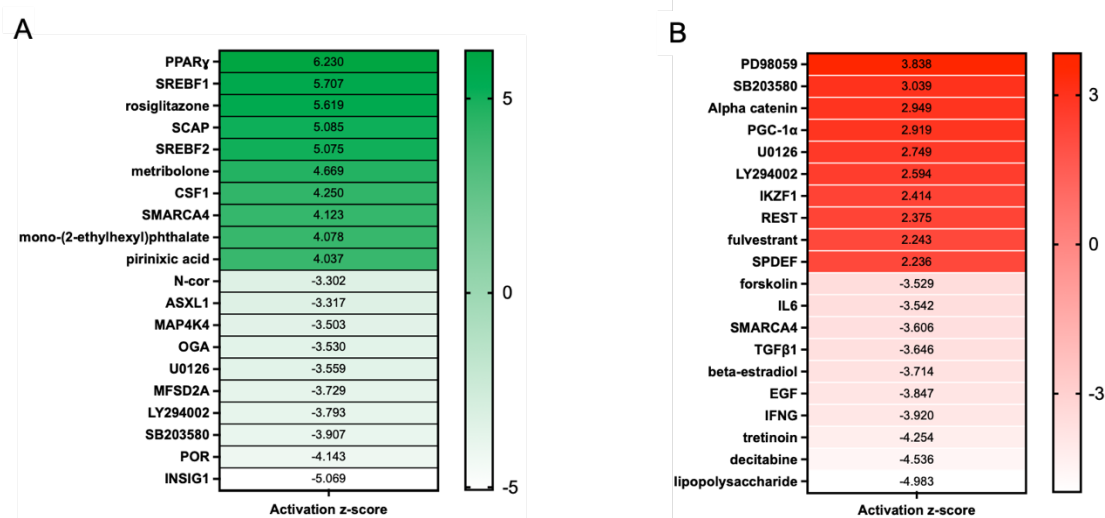 A
PPARɣ 6.230
SREBF1 5.707
rosiglitazone 5.619
SCAP 5.085
SREBF2 5.075
metribolone 4.669
CSF1 4.250
SMARCA4 4.123
mono-(2-ethylhexyl)phthalate 4.078
pirinixic acid 4.037
N-cor -3.302
ASXL1 -3.317
MAP4K4 -3.503
OGA -3.530
U0126 -3.559
MFSD2A -3.729
LY294002 -3.793
SB203580 -3.907
POR -4.143
INSIG1 -5.069
Activation z-score
5
0
-5
B
PD98059 3.838
SB203580 3.039
Alpha catenin 2.949
PGC-1α 2.919
U0126 2.749
LY294002 2.594
IKZF1 2.414
REST 2.375
fulvestrant 2.243
SPDEF 2.236
forskolin -3.529
IL6 -3.542
SMARCA4 -3.606
TGFβ1 -3.646
beta-estradiol -3.714
EGF -3.847
IFNG -3.920
tretinoin -4.254
decitabine -4.536
lipopolysaccharide -4.983
Activation z-score
3
0
-3